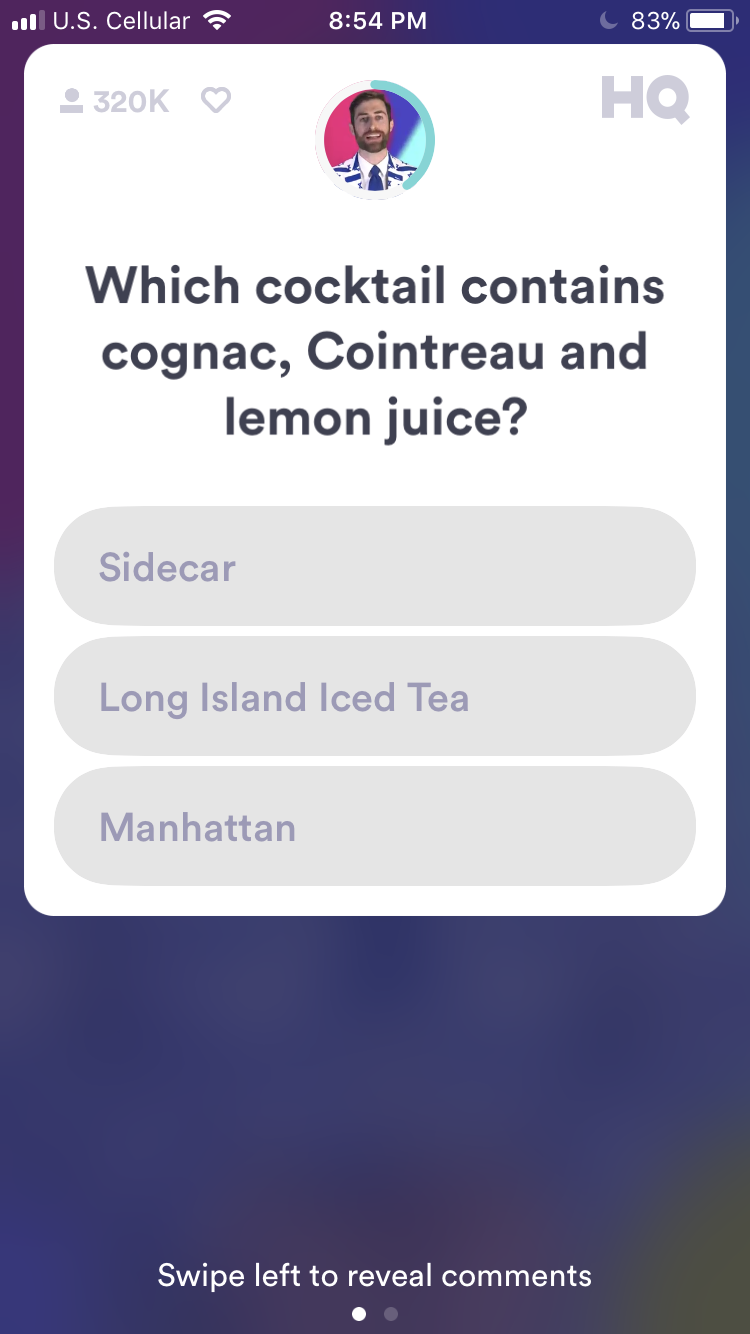 U.S. Cellular 8:54 PM 83%
320K HQ
Which cocktail contains
cognac, Cointreau and
lemon juice?
Sidecar
Long Island Iced Tea
Manhattan
Swipe left to reveal comments